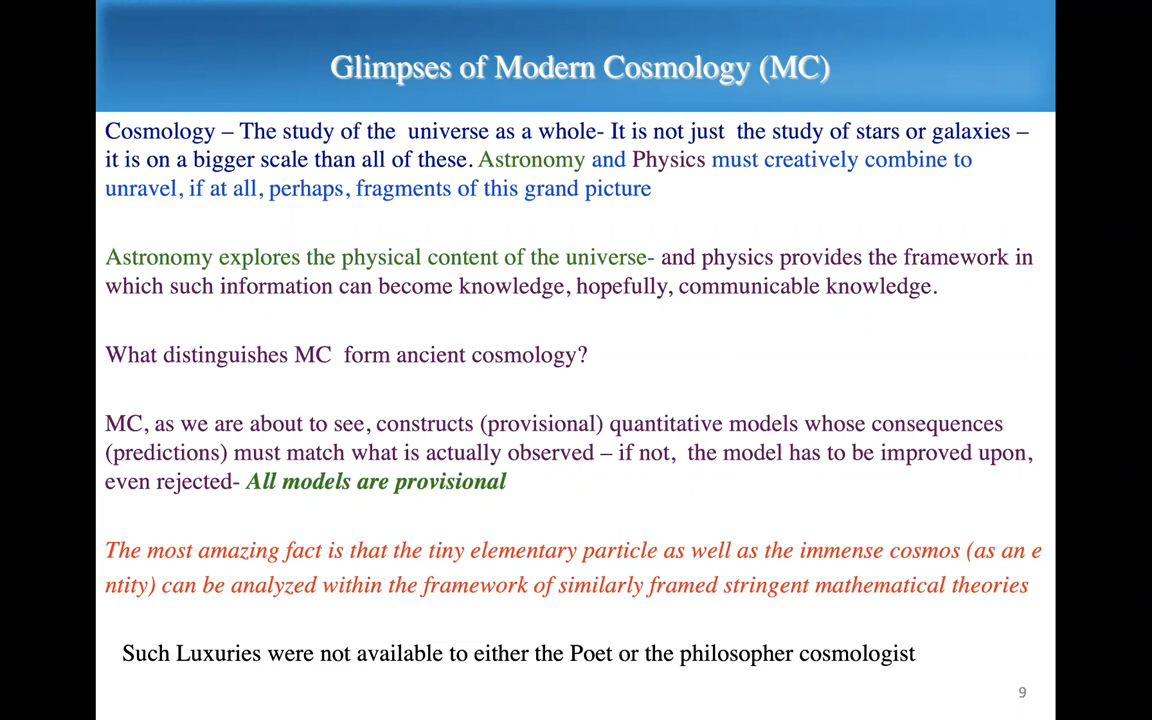 Glimpses of Modern Cosmology (MC)
Cosmology – The study of the universe as a whole- It is not just the study of stars or galaxies –
it is on a bigger scale than all of these. Astronomy and Physics must creatively combine to
unravel, if at all, perhaps, fragments of this grand picture
Astronomy explores the physical content of the universe- and physics provides the framework in
which such information can become knowledge, hopefully, communicable knowledge.
What distinguishes MC form ancient cosmology?
MC, as we are about to see, constructs (provisional) quantitative models whose consequences
(predictions) must match what is actually observed – if not, the model has to be improved upon,
even rejected- All models are provisional
The most amazing fact is that the tiny elementary particle as well as the immense cosmos (as an e
ntity) can be analyzed within the framework of similarly framed stringent mathematical theories
Such Luxuries were not available to either the Poet or the philosopher cosmologist
9